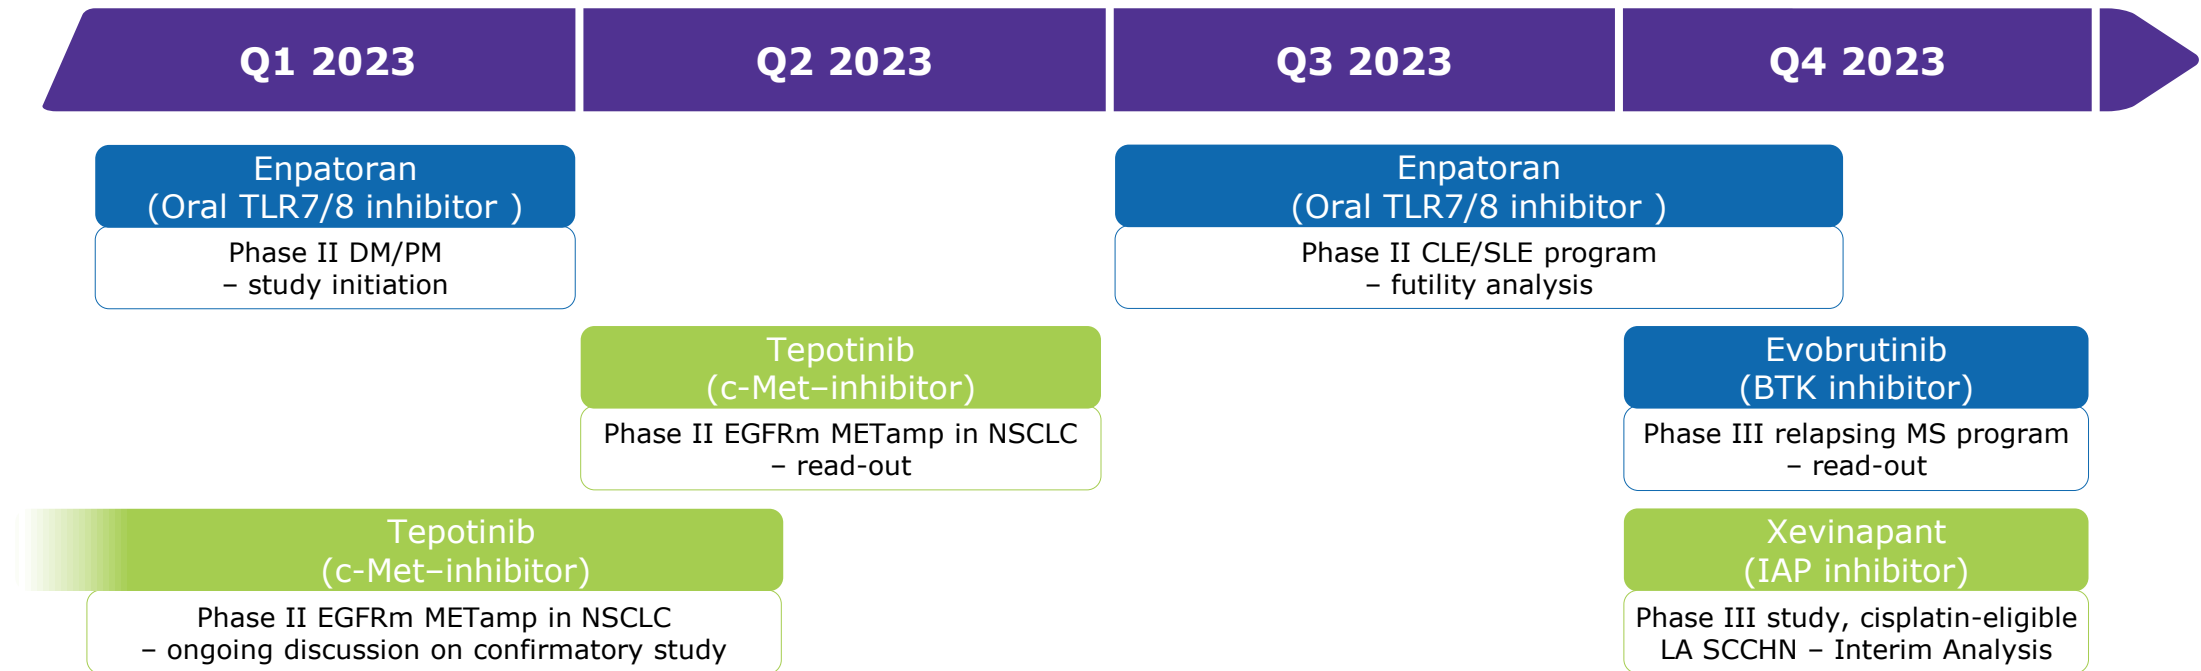 Q1 2023
Q2 2023
Q3 2023
Q4 2023
Enpatoran
(Oral TLR7/8 inhibitor )
Phase II DM/PM
– study initiation
Enpatoran
(Oral TLR7/8 inhibitor )
Phase II CLE/SLE program
– futility analysis
Tepotinib
(c-Met–inhibitor)
Phase II EGFRm METamp in NSCLC
– read-out
Evobrutinib
(BTK inhibitor)
Phase III relapsing MS program
– read-out
Tepotinib
(c-Met–inhibitor)
Phase II EGFRm METamp in NSCLC
– ongoing discussion on confirmatory study
Xevinapant
(IAP inhibitor)
Phase III study, cisplatin-eligible
LA SCCHN – Interim Analysis